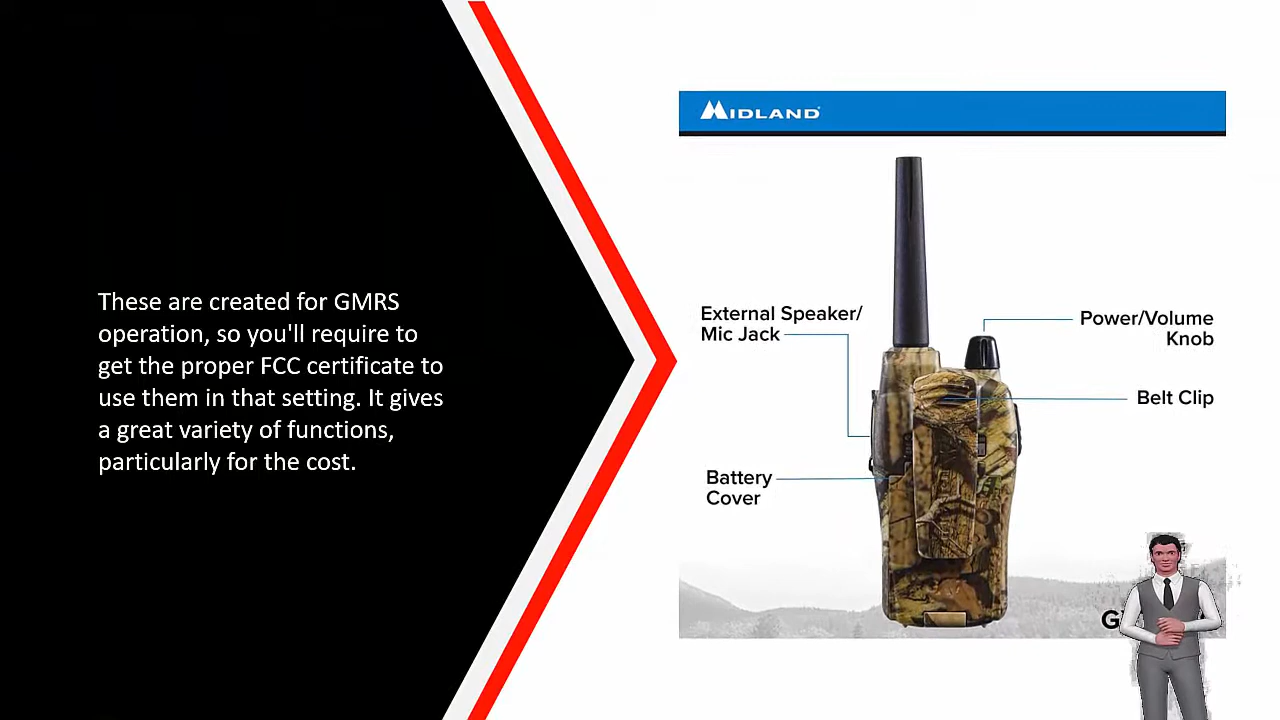 These are created for GMRS
operation, so you'll require to
get the proper FCC certificate to
use them in that setting. It gives
a great variety of functions,
particularly for the cost.
MIDLAND
External Speaker/
Mic Jack
Power/Volume
Knob
Belt Clip
Battery
Cover